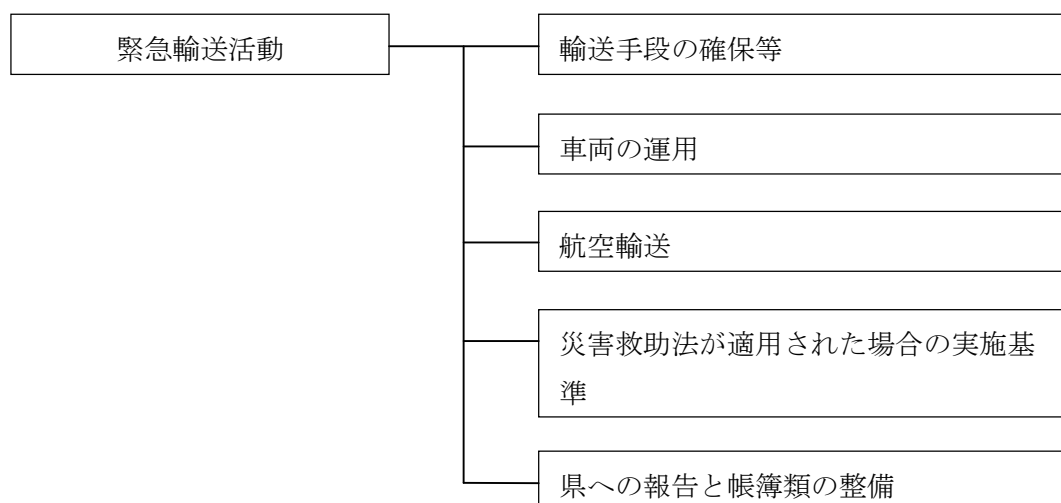 緊急輸送活動
輸送手段の確保等
車両の運用
航空輸送
災害救助法が適用された場合の実施基
準
県への報告と帳簿類の整備